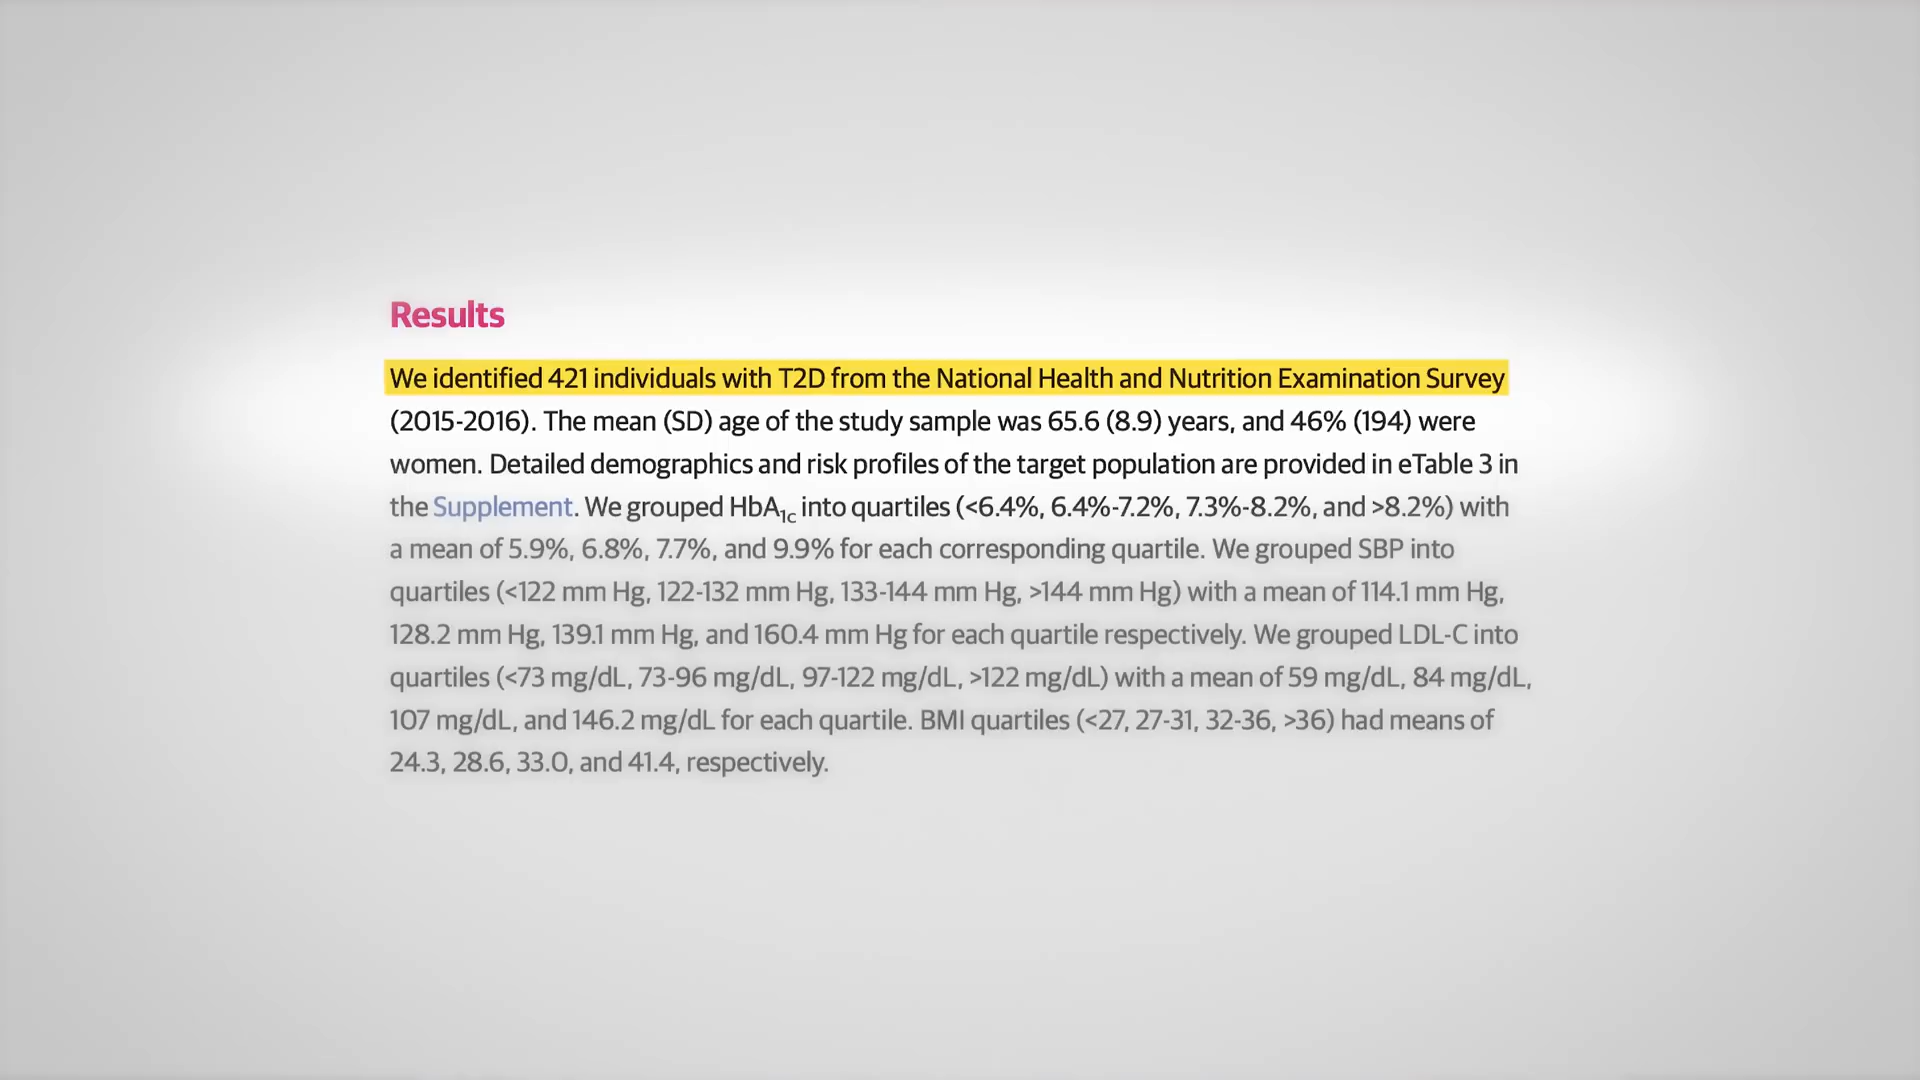 Results
We identified 421 individuals with T2D from the National Health and Nutrition Examination Survey
(2015-2016). The mean (SD) age of the study sample was 65.6 (8.9) years, and 46% (194) were
women. Detailed demographics and risk profiles of the target population are provided in eTable 3 in
the Supplement. We grouped HbA1c into quartiles (<6.4%, 6.4%-7.2%, 7.3%-8.2%, and >8.2%) with
a mean of 5.9%, 6.8%, 7.7%, and 9.9% for each corresponding quartile. We grouped SBP into
quartiles (<122 mm Hg, 122-132 mm Hg, 133-144 mm Hg, >144 mm Hg) with a mean of 114.1 mm Hg,
128.2 mm Hg, 139.1 mm Hg, and 160.4 mm Hg for each quartile respectively. We grouped LDL-C into
quartiles (<73 mg/dL, 73-96 mg/dL, 97-122 mg/dL, >122 mg/dL) with a mean of 59 mg/dL, 84 mg/dL,
107 mg/dL, and 146.2 mg/dL for each quartile. BMI quartiles (<27, 27-31, 32-36, >36) had means of
24.3, 28.6, 33.0, and 41.4, respectively.